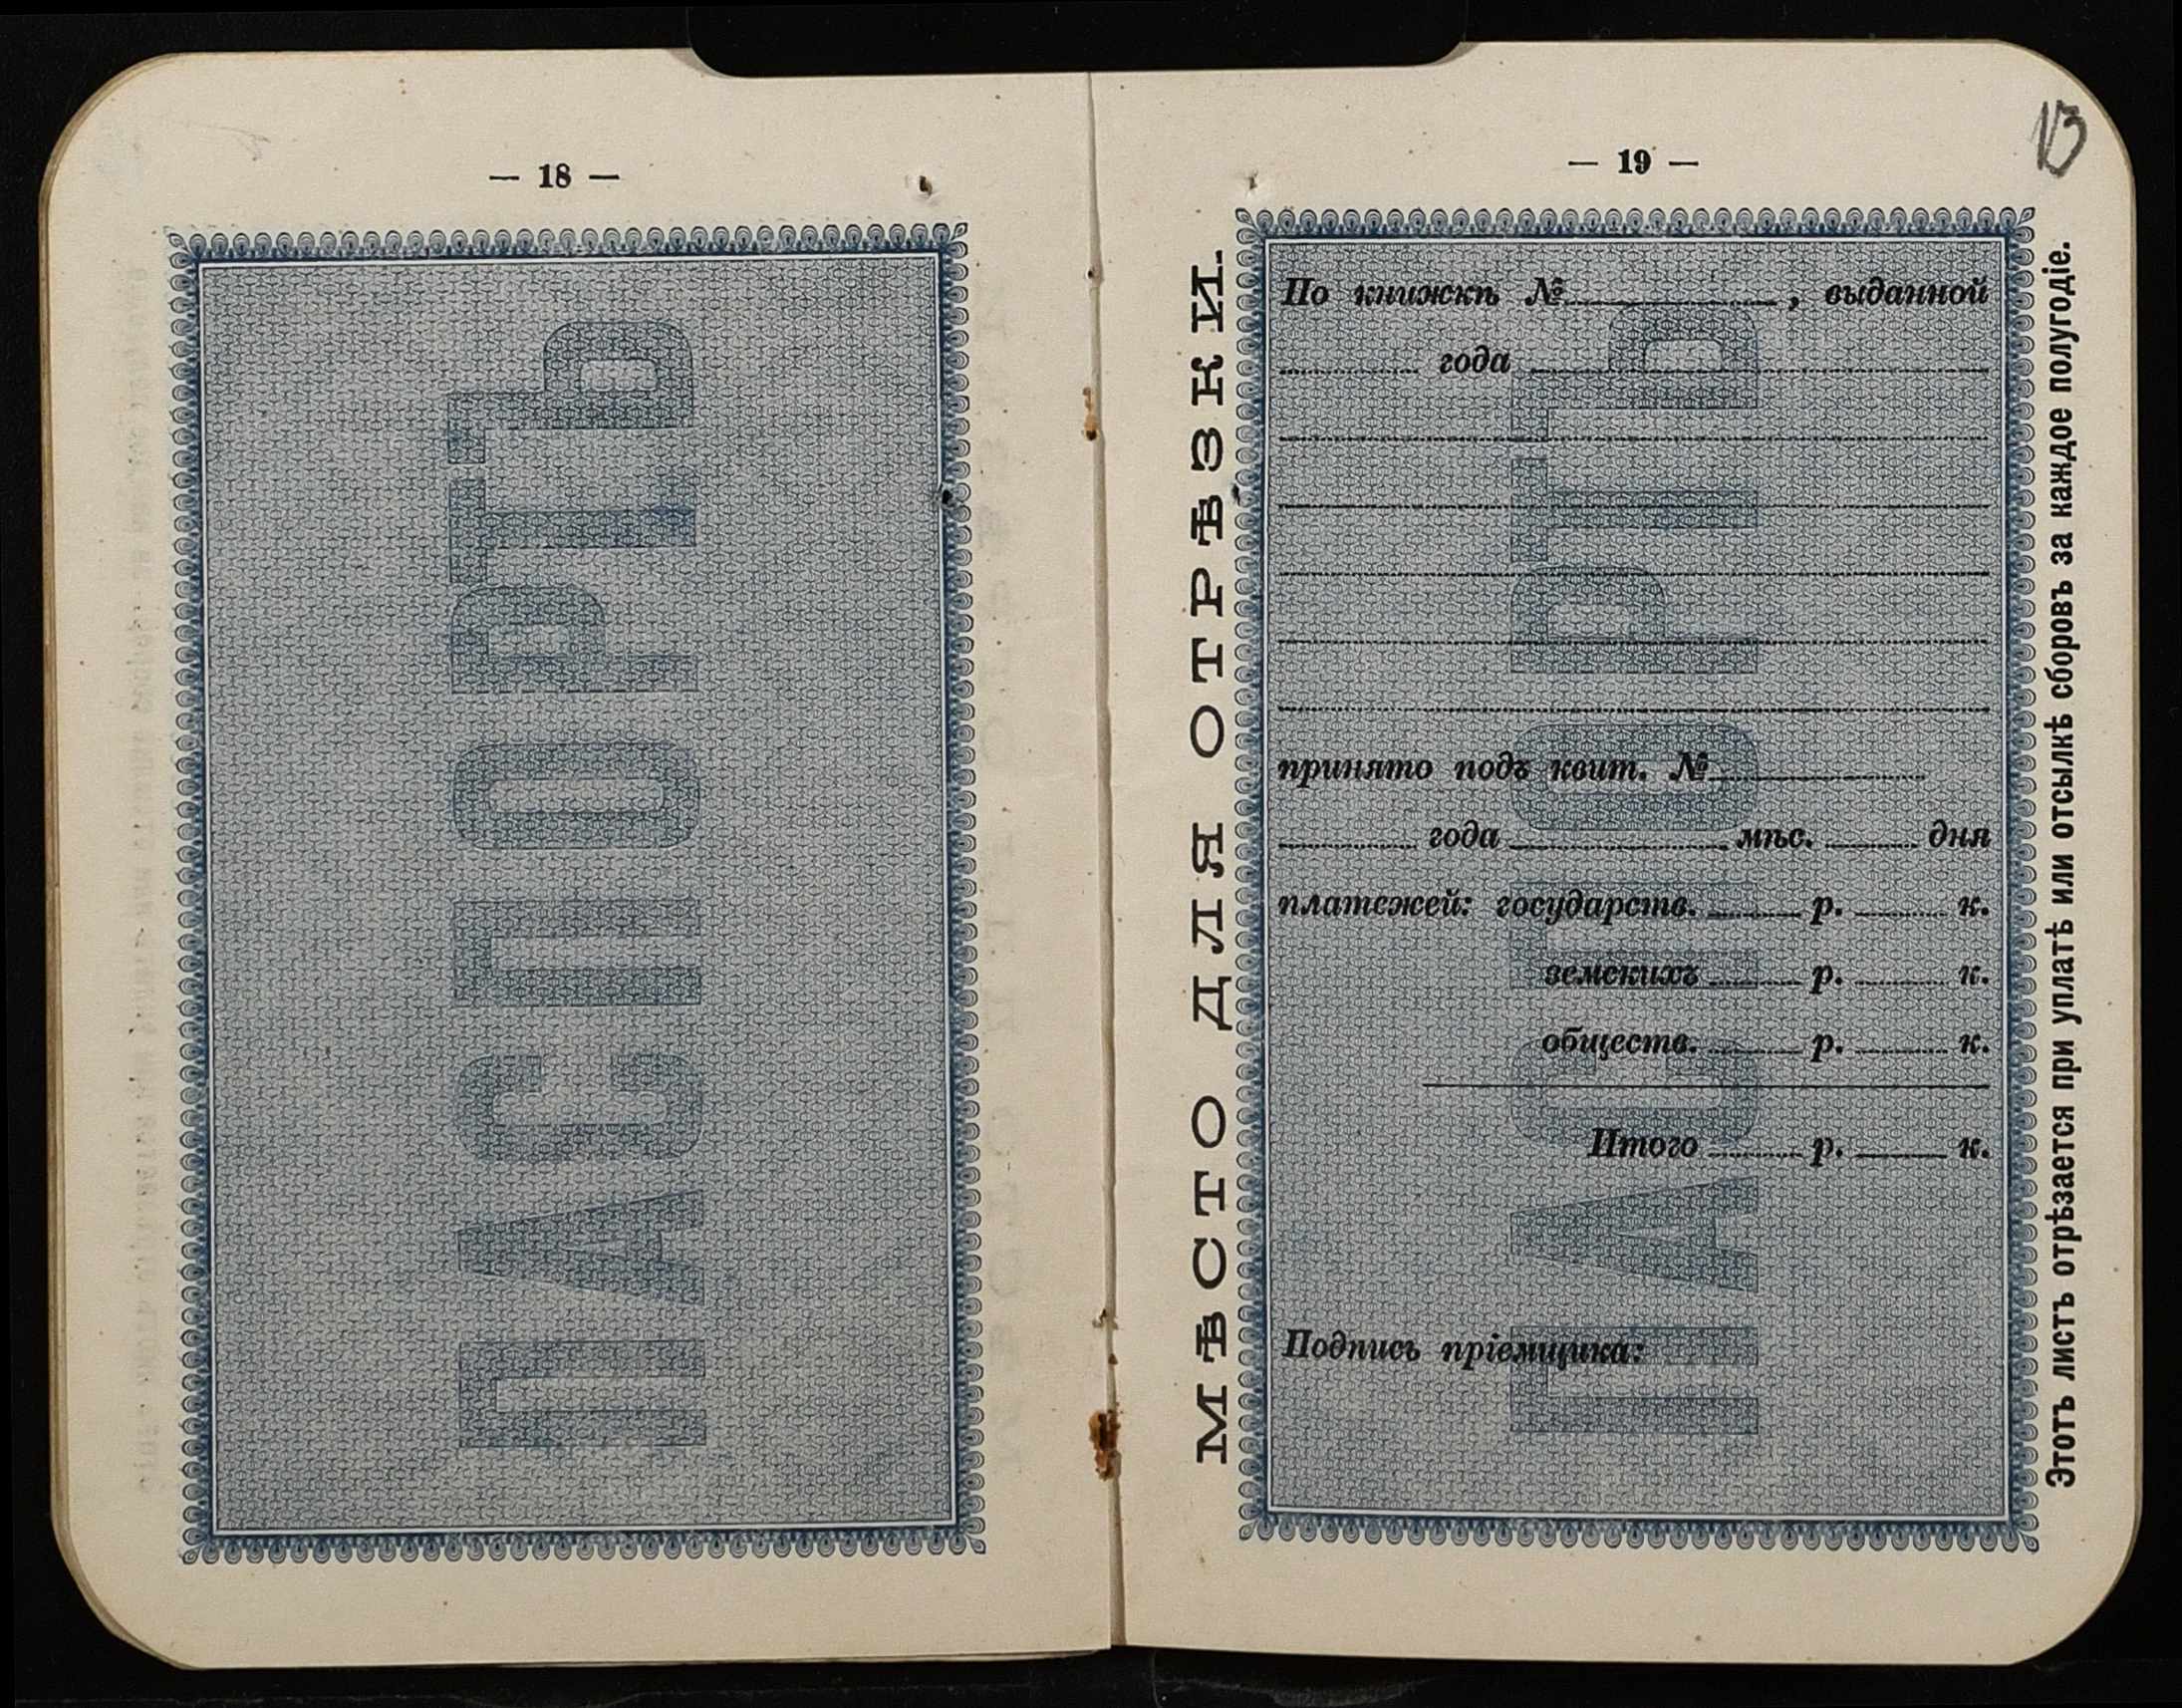 — 18 —
ПАСПОРТЪ
— 19 —
13
МѢСТО ДЛЯ ОТРѢЗКИ.
ПАСПОРТЪ
По книжкѣ № , выданной
года
принято подъ квит. №
года мѣс. дня
платежей: государств. р. к.
земскихъ р. к.
обществ. р. к.
Итого р. к.
Подпись пріемщика:
Этотъ листъ отрѣзается при уплатѣ или отсылкѣ сборовъ за каждое полугодіе.